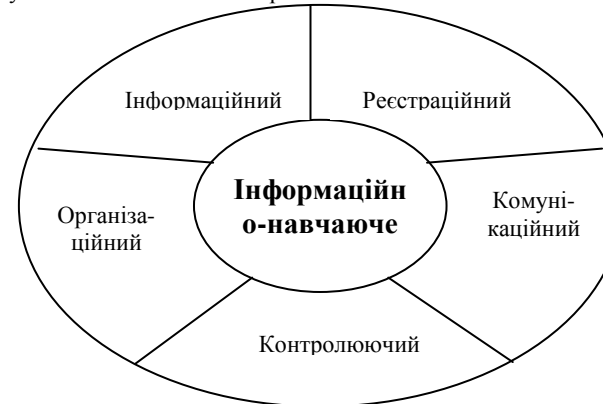 Інформаційний
Реєстраційний
Інформаційн
о-навчаюче
Організа-
ційний
Комуні-
каційний
Контролюючий